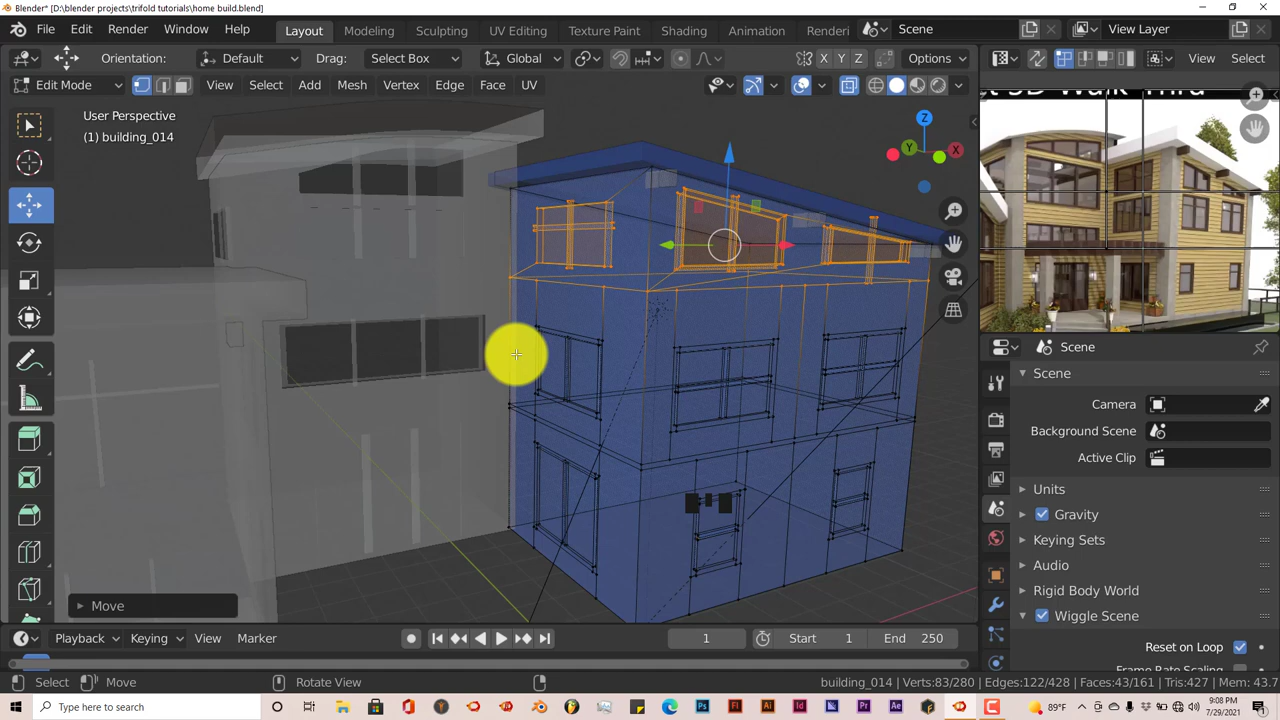 Blender* [D:\blender projects\trifold tutorials\home build.blend]
File Edit Render Window Help Layout Modeling Sculpting UV Editing Texture Paint Shading Animation Renderi Scene View Layer
Orientation: Default Drag: Select Box Global X Y Z Options View Select
Edit Mode View Select Add Mesh Vertex Edge Face UV
User Perspective
(1) building_014
Z
Y X
Scene
Scene
Camera
Background Scene
Active Clip
Units
Gravity
Keying Sets
Audio
Rigid Body World
Wiggle Scene
Reset on Loop
Frame Rate Scaling
Move
Playback Keying View Marker 1 Start 1 End 250
Select Move Rotate View building_014 | Verts:83/280 | Edges:122/428 | Faces:43/161 | Tris:427 | Mem: 43.7
Type here to search 89°F 9:08 PM
7/29/2021